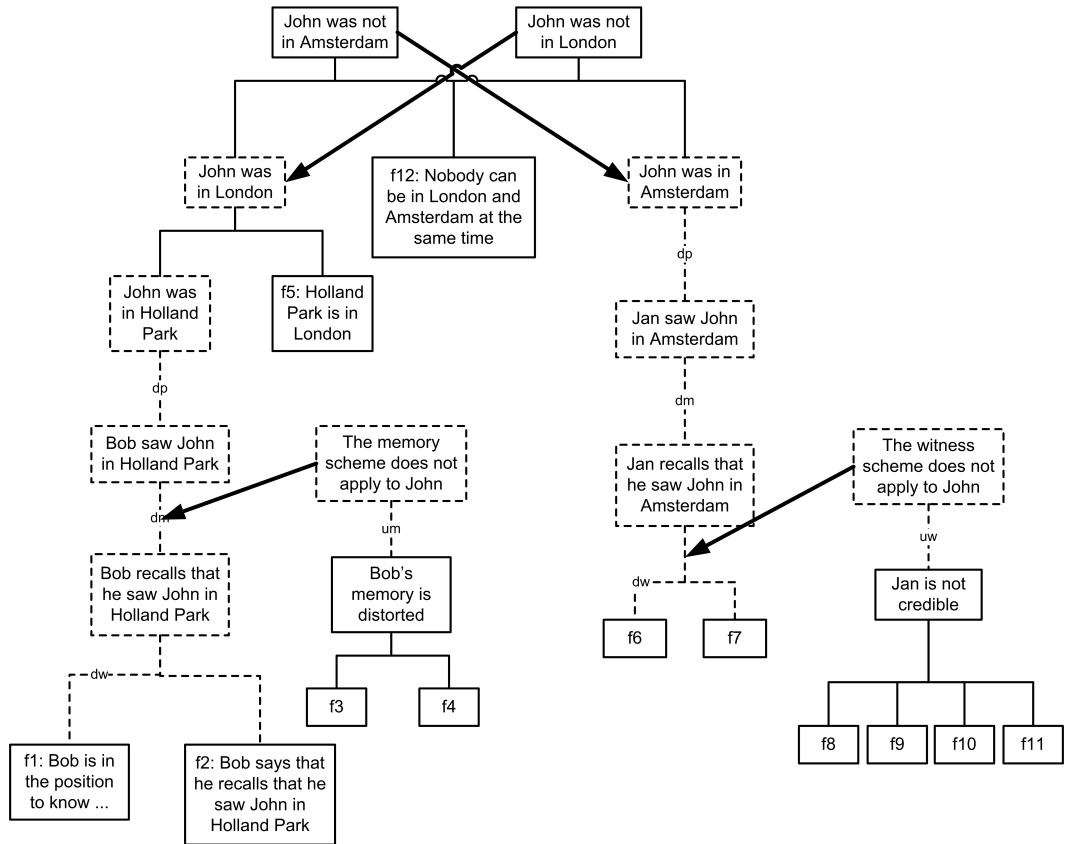 John was not
in Amsterdam
John was not
in London
John was
in London
f12: Nobody can
be in London and
Amsterdam at the
same time
John was in
Amsterdam
dp
John was
in Holland
Park
f5: Holland
Park is in
London
Jan saw John
in Amsterdam
dp
dm
Bob saw John
in Holland Park
The memory
scheme does not
apply to John
Jan recalls that
he saw John in
Amsterdam
The witness
scheme does not
apply to John
dm
um
uw
Bob recalls that
he saw John in
Holland Park
Bob's
memory is
distorted
dw
Jan is not
credible
f6
f7
dw
f3
f4
f8
f9
f10
f11
f1: Bob is in
the position
to know ...
f2: Bob says that
he recalls that he
saw John in
Holland Park